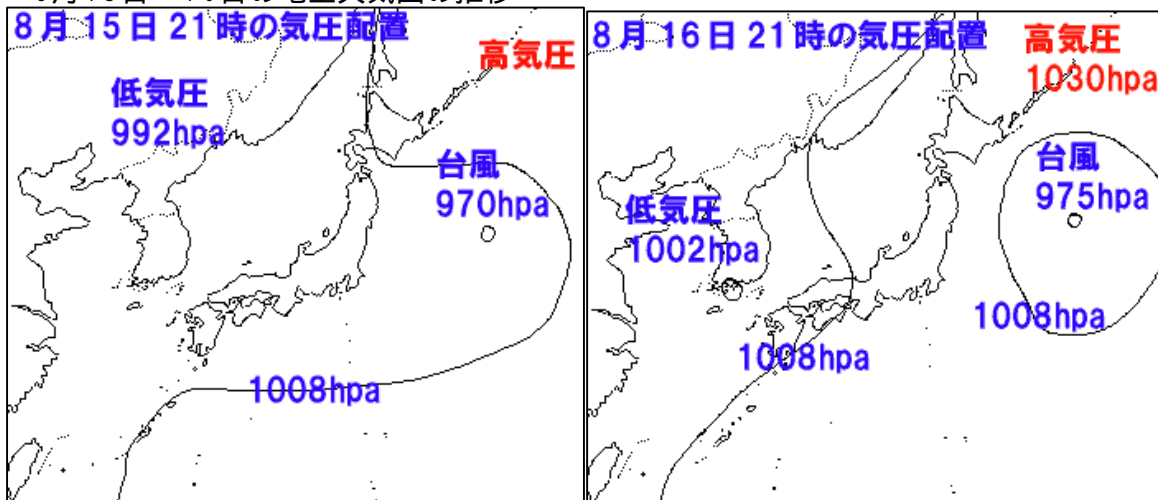 8月15日21時の気圧配置
高気圧
低気圧
992hpa
台風
970hpa
1008hpa
8月16日21時の気圧配置
高気圧
1030hpa
台風
975hpa
低気圧
1002hpa
1008hpa
1008hpa